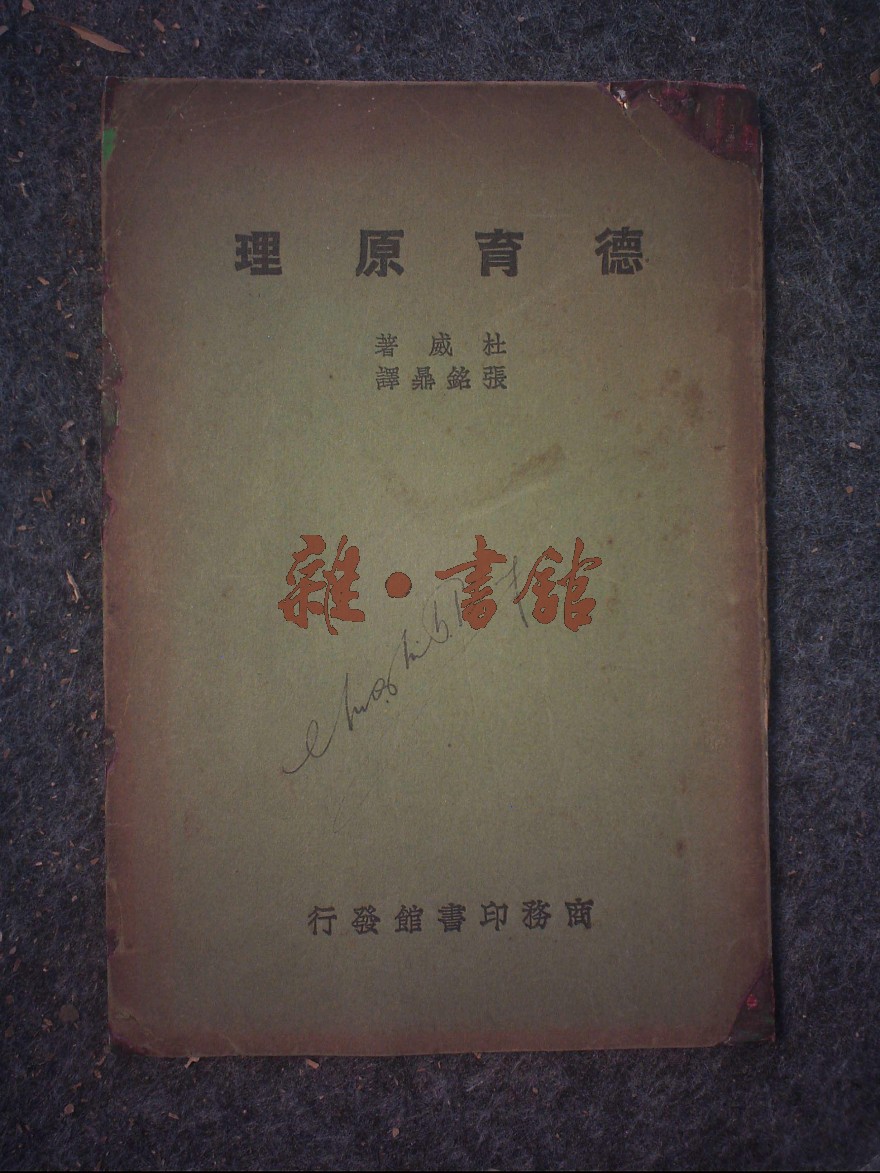 德育原理
杜威著
張銘鼎譯
雜·書館
商務印書館發行